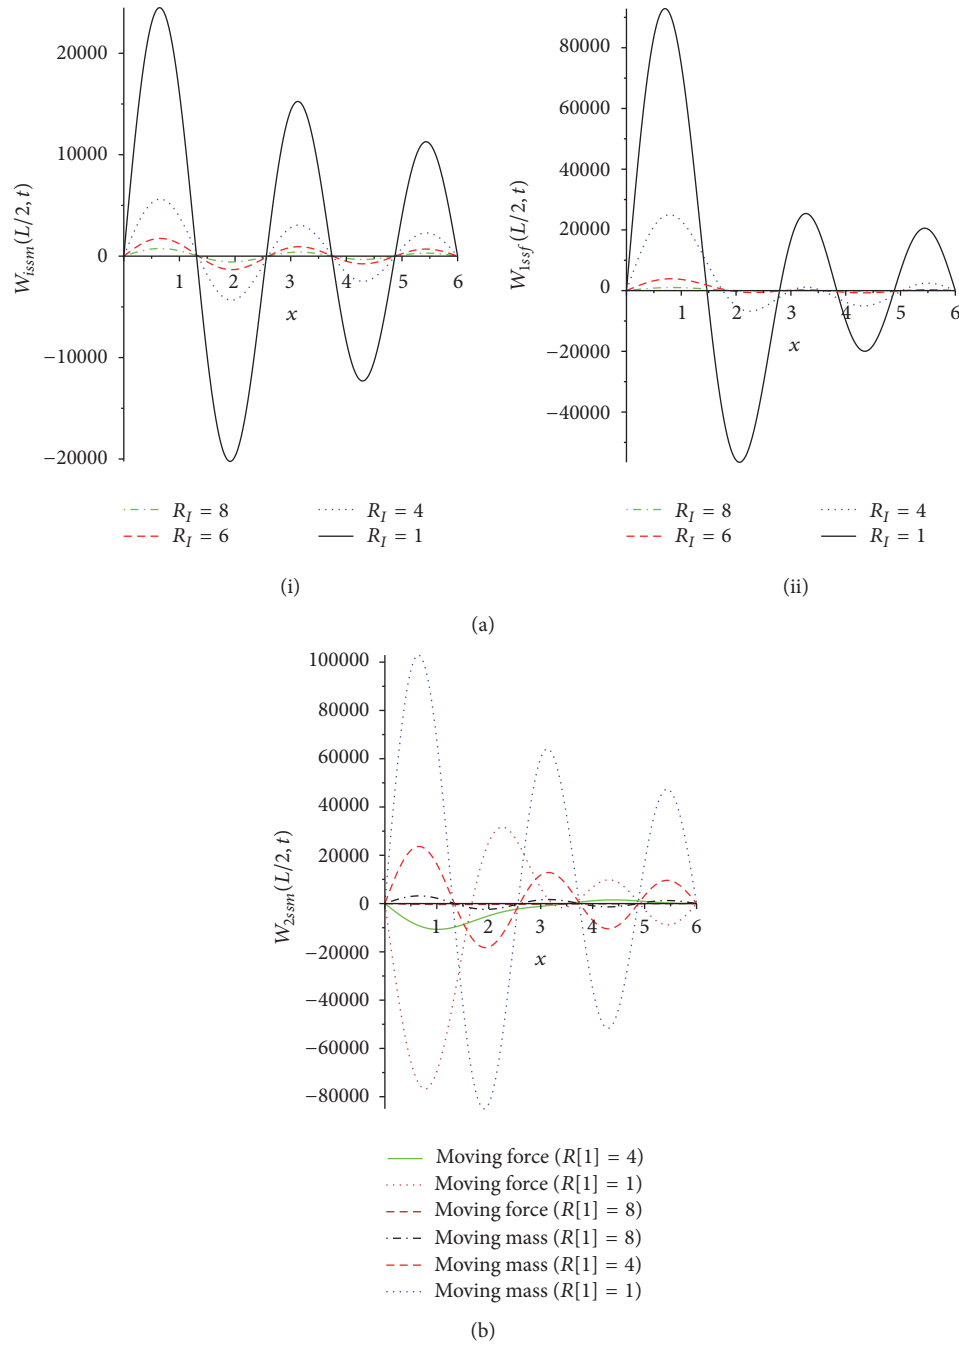 20000
10000
0
−10000
−20000
1 2 3 4 5 6
x
W_issm(L/2, t)
R_I = 8
R_I = 6
R_I = 4
R_I = 1
(i)
80000
60000
40000
20000
0
−20000
−40000
1 2 3 4 5 6
x
W_1ssf(L/2, t)
R_I = 8
R_I = 6
R_I = 4
R_I = 1
(ii)
(a)
100000
80000
60000
40000
20000
0
−20000
−40000
−60000
−80000
1 2 3 4 5 6
x
W_2ssm(L/2, t)
Moving force (R[1] = 4)
Moving force (R[1] = 1)
Moving force (R[1] = 8)
Moving mass (R[1] = 8)
Moving mass (R[1] = 4)
Moving mass (R[1] = 1)
(b)